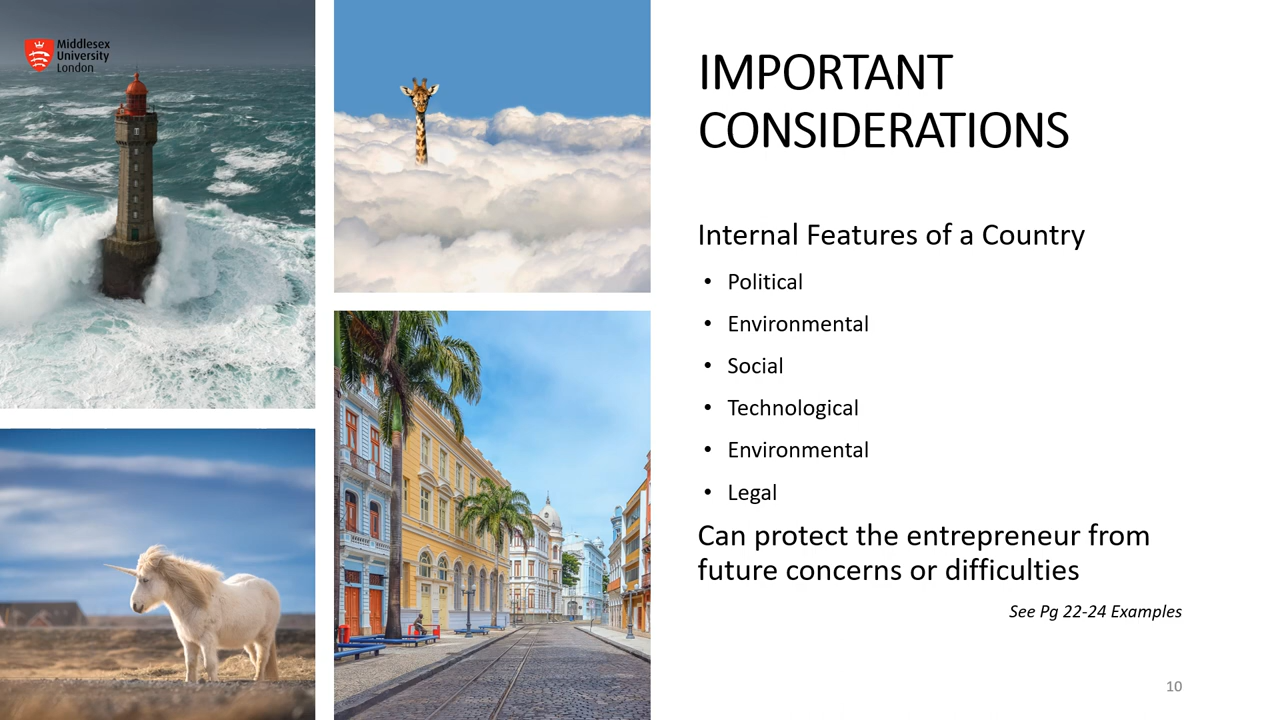 Middlesex
University
London
IMPORTANT
CONSIDERATIONS
Internal Features of a Country
• Political
• Environmental
• Social
• Technological
• Environmental
• Legal
Can protect the entrepreneur from
future concerns or difficulties
See Pg 22-24 Examples
10